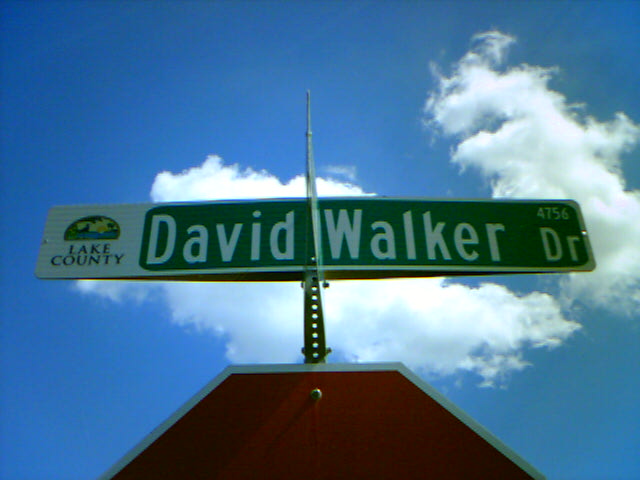 LAKE
COUNTY
David Walker Dr
4756